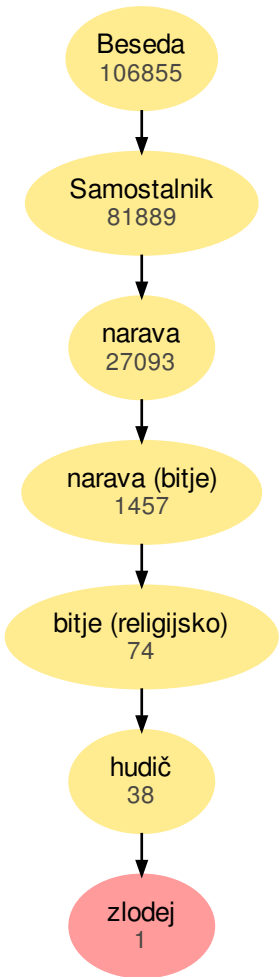 Beseda
106855
Samostalnik
81889
narava
27093
narava (bitje)
1457
bitje (religijsko)
74
hudič
38
zlodej
1